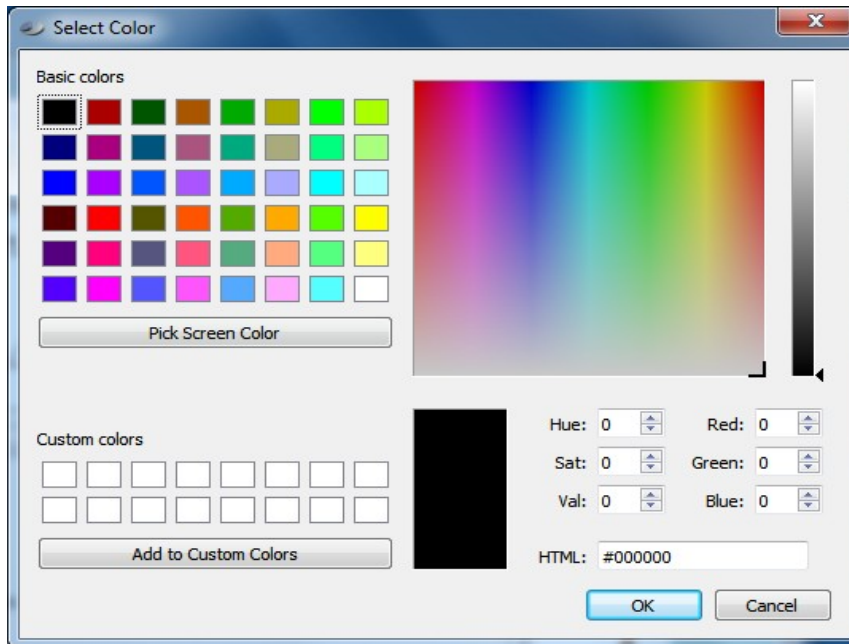 Select Color
Basic colors
Pick Screen Color
Custom colors
Add to Custom Colors
Hue: 0 Red: 0
Sat: 0 Green: 0
Val: 0 Blue: 0
HTML: #000000
OK Cancel